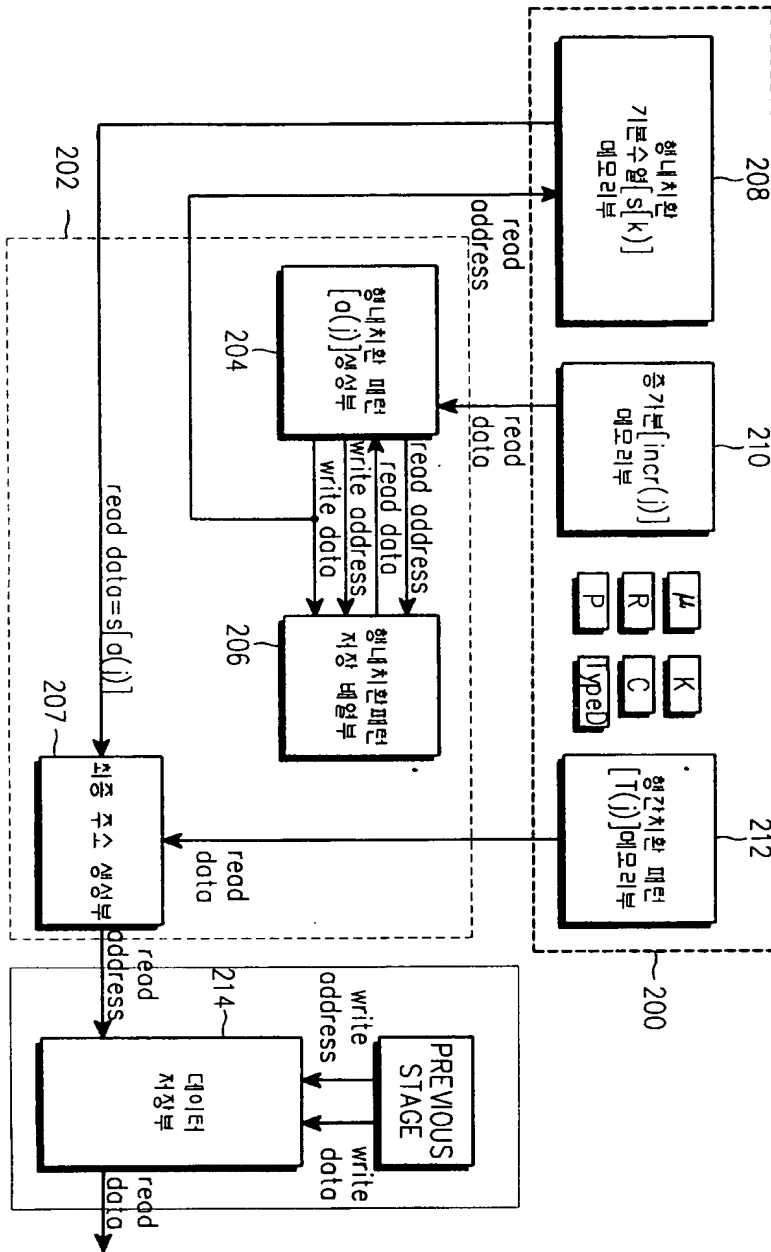 208
행내치환
기본수열[s[k)]
메모리부
210
증가분[incr(j)]
메모리부
μ
K
R
C
P
TypeD
212
행간치환 패턴
[T(j)]메모리부
200
202
read
address
read
data
204
행내치환 패턴
[a(j)]생성부
read address
read data
write address
write data
206
행내치환패턴
저장 배열부
read data=s[a(j)]
207
최종 주소 생성부
read
data
read
address
214
데이터
저장부
write
address
write
data
PREVIOUS
STAGE
read
data